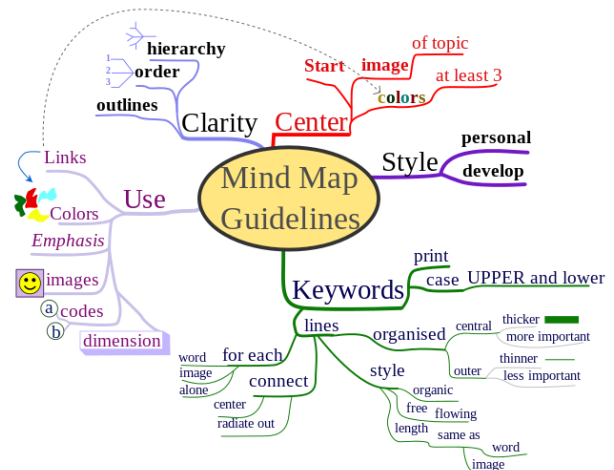 Mind Map
Guidelines
Center
Start
image
of topic
colors
at least 3
Style
personal
develop
Keywords
print
case
UPPER and lower
lines
organised
central
thicker
more important
outer
thinner
less important
style
organic
free
flowing
length
same as
word
image
connect
center
radiate out
for each
word
image
alone
Use
Links
Colors
Emphasis
images
a
codes
b
dimension
Clarity
hierarchy
1
2
3
order
outlines